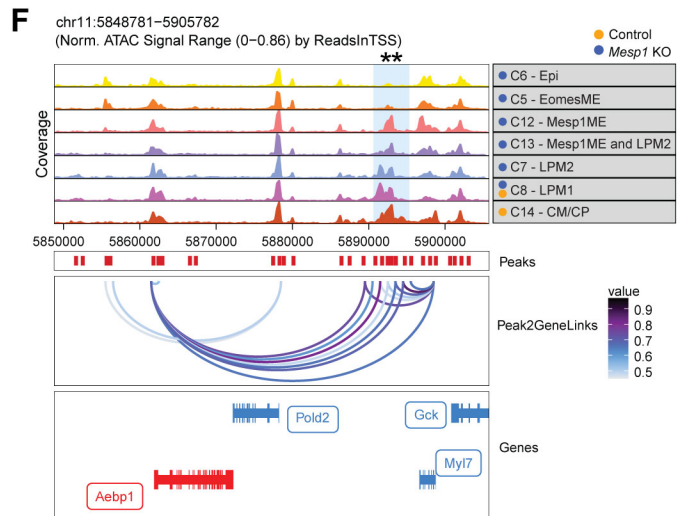 F
chr11:5848781−5905782
(Norm. ATAC Signal Range (0−0.86) by ReadsInTSS)
Control
Mesp1 KO
**
Coverage
C6 - Epi
C5 - EomesME
C12 - Mesp1ME
C13 - Mesp1ME and LPM2
C7 - LPM2
C8 - LPM1
C14 - CM/CP
5850000 5860000 5870000 5880000 5890000 5900000
Peaks
Peak2GeneLinks
value
0.9
0.8
0.7
0.6
0.5
Pold2
Gck
Genes
Myl7
Aebp1